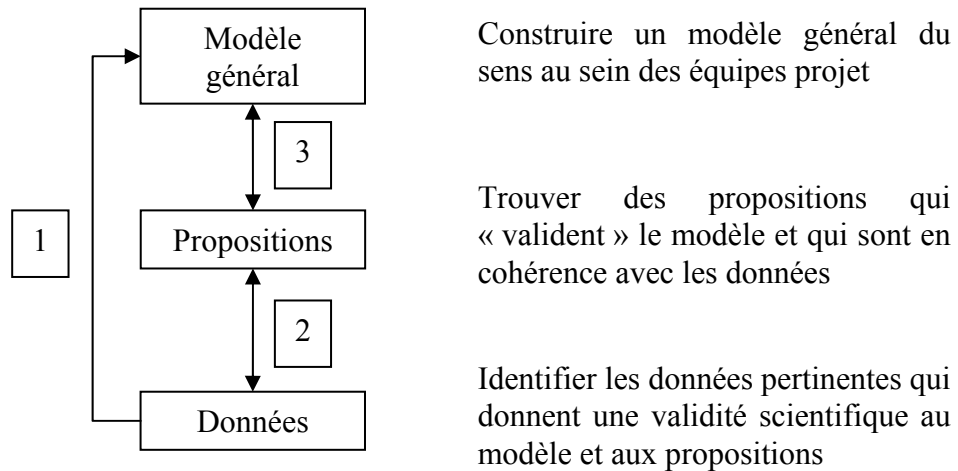 Modèle
général
Construire un modèle général du
sens au sein des équipes projet
3
1
Propositions
Trouver des propositions qui
« valident » le modèle et qui sont en
cohérence avec les données
2
Données
Identifier les données pertinentes qui
donnent une validité scientifique au
modèle et aux propositions